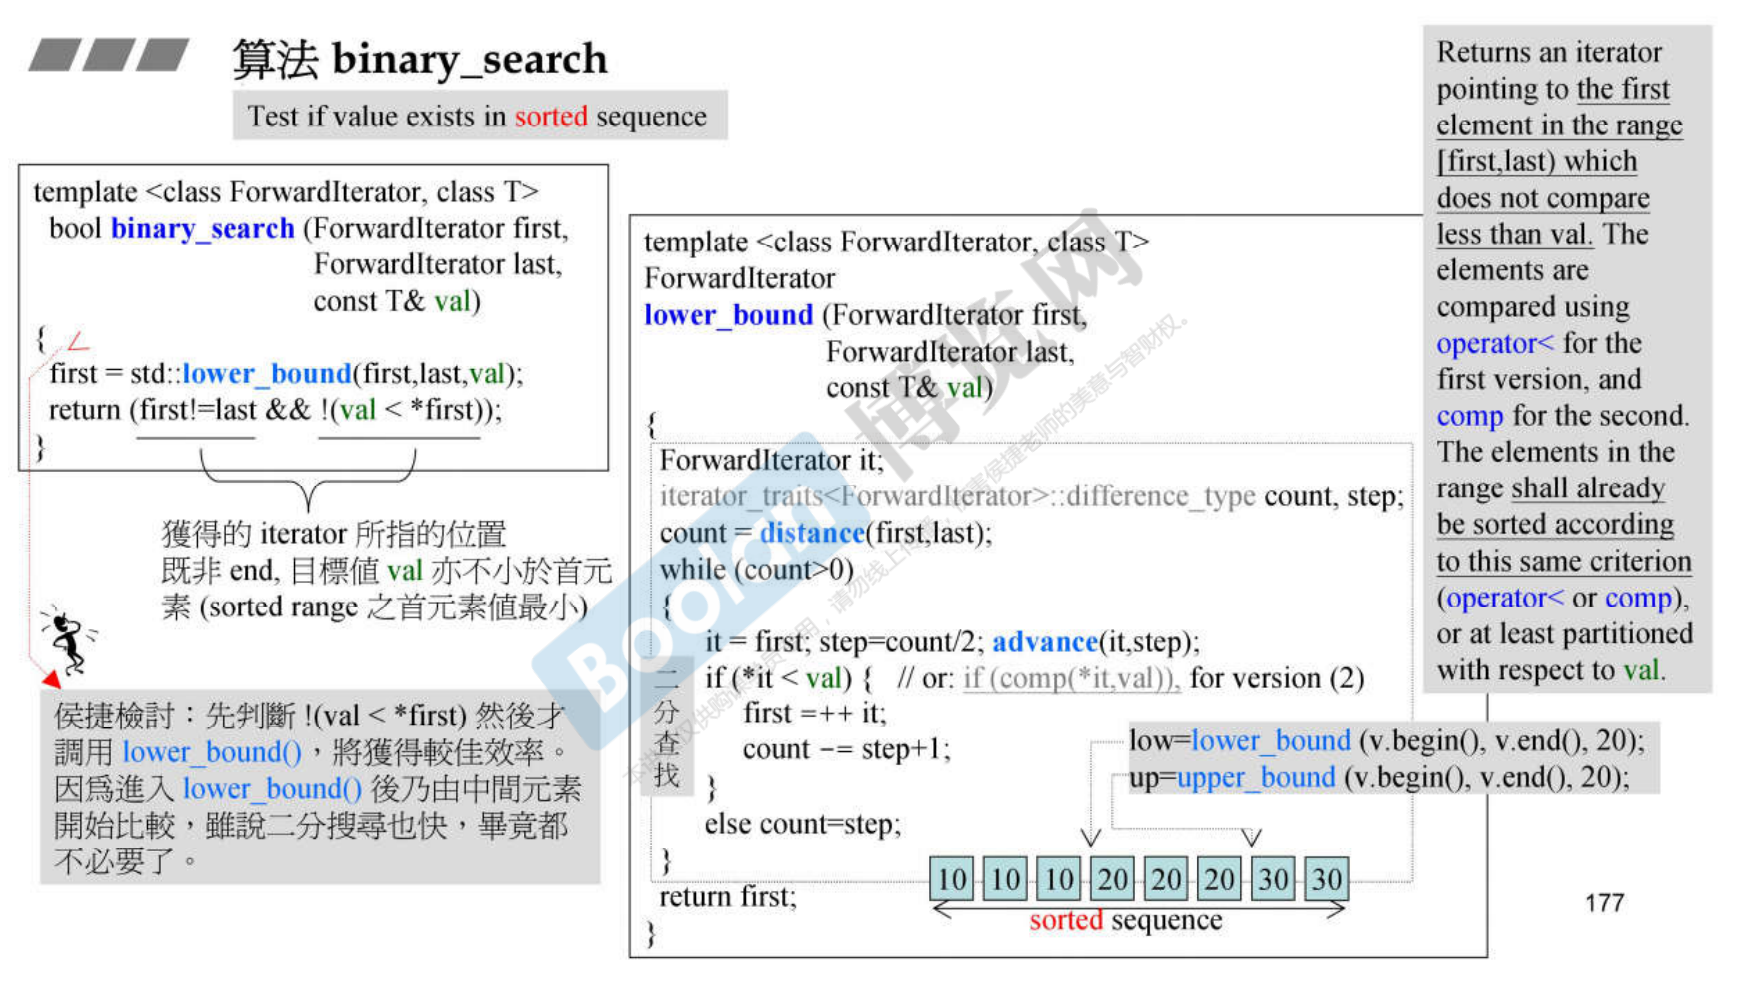 算法 binary_search
Test if value exists in sorted sequence
template <class ForwardIterator, class T>
bool binary_search (ForwardIterator first,
ForwardIterator last,
const T& val)
{
first = std::lower_bound(first,last,val);
return (first!=last && !(val < *first));
}
獲得的 iterator 所指的位置
既非 end, 目標值 val 亦不小於首元
素 (sorted range 之首元素值最小)
侯捷檢討：先判斷 !(val < *first) 然後才
調用 lower_bound()，將獲得較佳效率。
因為進入 lower_bound() 後乃由中間元素
開始比較，雖說二分搜尋也快，畢竟都
不必要了。
template <class ForwardIterator, class T>
ForwardIterator
lower_bound (ForwardIterator first,
ForwardIterator last,
const T& val)
{
ForwardIterator it;
iterator_traits<ForwardIterator>::difference_type count, step;
count = distance(first,last);
while (count>0)
{
it = first; step=count/2; advance(it,step);
if (*it < val) { // or: if (comp(*it,val)), for version (2)
first =++ it;
count -= step+1;
}
else count=step;
}
return first;
}
二
分
查
找
low=lower_bound (v.begin(), v.end(), 20);
up=upper_bound (v.begin(), v.end(), 20);
10 10 10 20 20 20 30 30
sorted sequence
Returns an iterator
pointing to the first
element in the range
[first,last) which
does not compare
less than val. The
elements are
compared using
operator< for the
first version, and
comp for the second.
The elements in the
range shall already
be sorted according
to this same criterion
(operator< or comp),
or at least partitioned
with respect to val.
177
Boolan
博览网